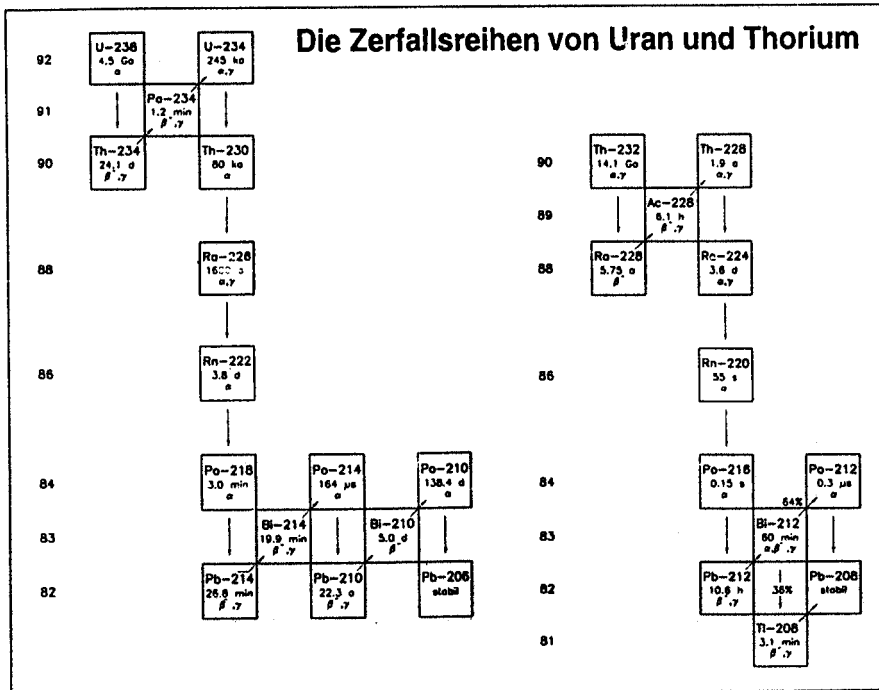 Die Zerfallsreihen von Uran und Thorium
92
U-238
4.5 Ga
α
U-234
245 ka
α,γ
91
Pa-234
1.2 min
β⁻,γ
90
Th-234
24.1 d
β⁻,γ
Th-230
80 ka
α
88
Ra-226
1600 a
α,γ
86
Rn-222
3.8 d
α
84
Po-218
3.0 min
α
Po-214
164 µs
α
Po-210
138.4 d
α
83
Bi-214
19.9 min
β⁻,γ
Bi-210
5.0 d
β⁻
82
Pb-214
26.8 min
β⁻,γ
Pb-210
22.3 a
β⁻,γ
Pb-206
stabil
90
Th-232
14.1 Ga
α,γ
Th-228
1.9 a
α,γ
89
Ac-228
6.1 h
β⁻,γ
88
Ra-228
5.75 a
β⁻
Ra-224
3.6 d
α,γ
86
Rn-220
55 s
α
84
Po-216
0.15 s
α
64%
Po-212
0.3 µs
α
83
Bi-212
60 min
α,β⁻,γ
82
Pb-212
10.6 h
β⁻,γ
36%
Pb-208
stabil
81
Tl-208
3.1 min
β⁻,γ